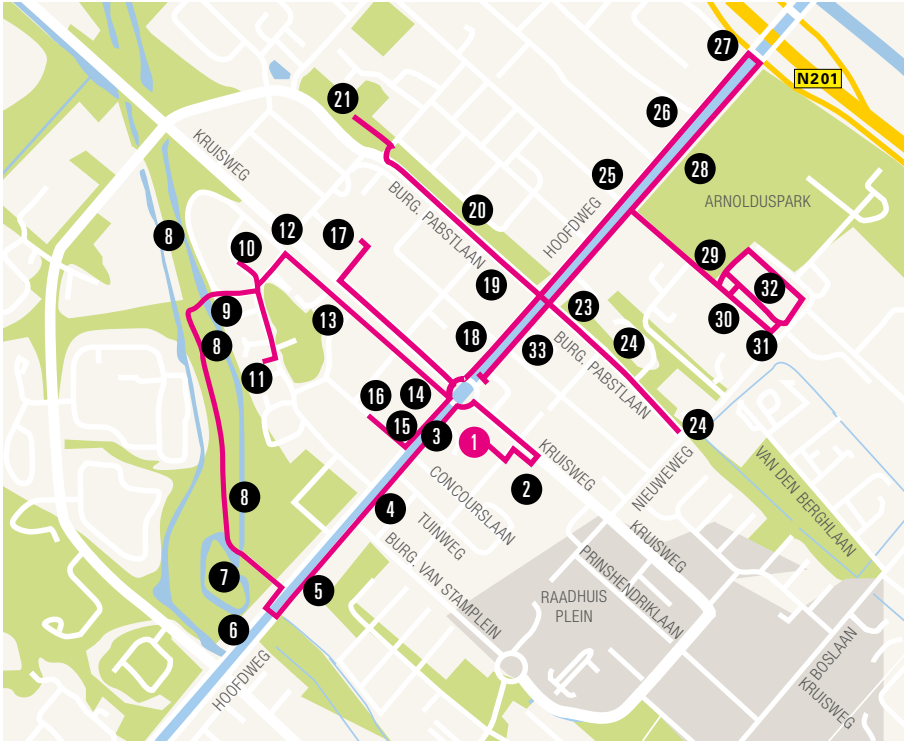 27
N201
21
26
KRUISWEG
25
28
BURG. PABSTLAAN
20
ARNOLDUSPARK
HOOFDWEG
8
10
12
17
29
32
19
9
13
23
30
8
18
33
24
31
BURG. PABSTLAAN
11
16
14
15
3
1
24
KRUISWEG
2
4
CONCOURSLAAN
NIEUWEWEG
VAN DEN BERGHLAAN
8
TUINWEG
KRUISWEG
BURG. VAN STAMPLEIN
PRINSHENDRIKLAAN
7
5
RAADHUIS
PLEIN
6
HOOFDWEG
BOSLAAN
KRUISWEG